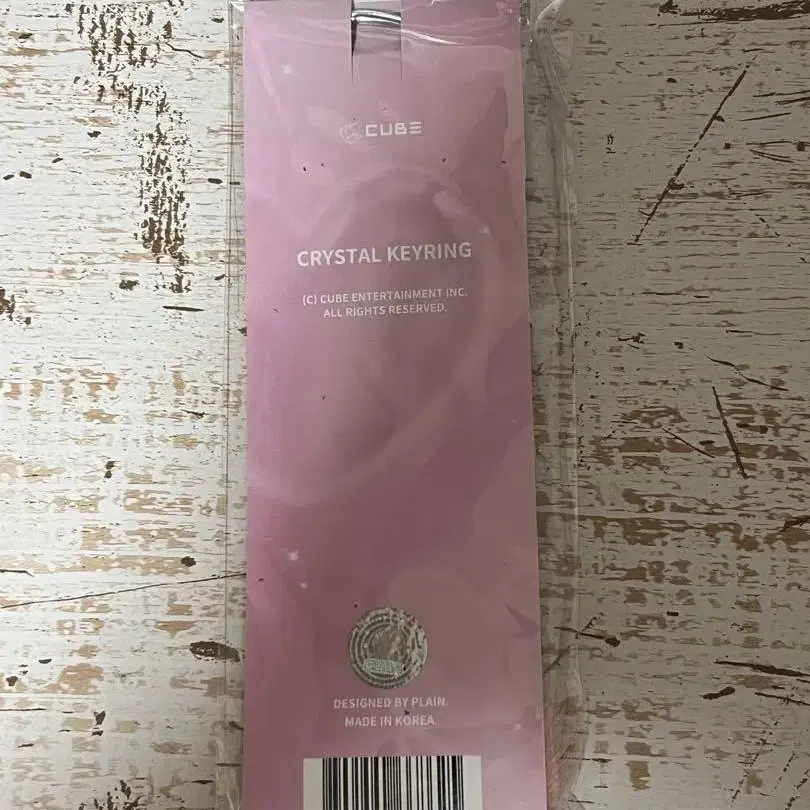 CUBE
CRYSTAL KEYRING
(C) CUBE ENTERTAINMENT INC.
ALL RIGHTS RESERVED.
DESIGNED BY PLAIN.
MADE IN KOREA.